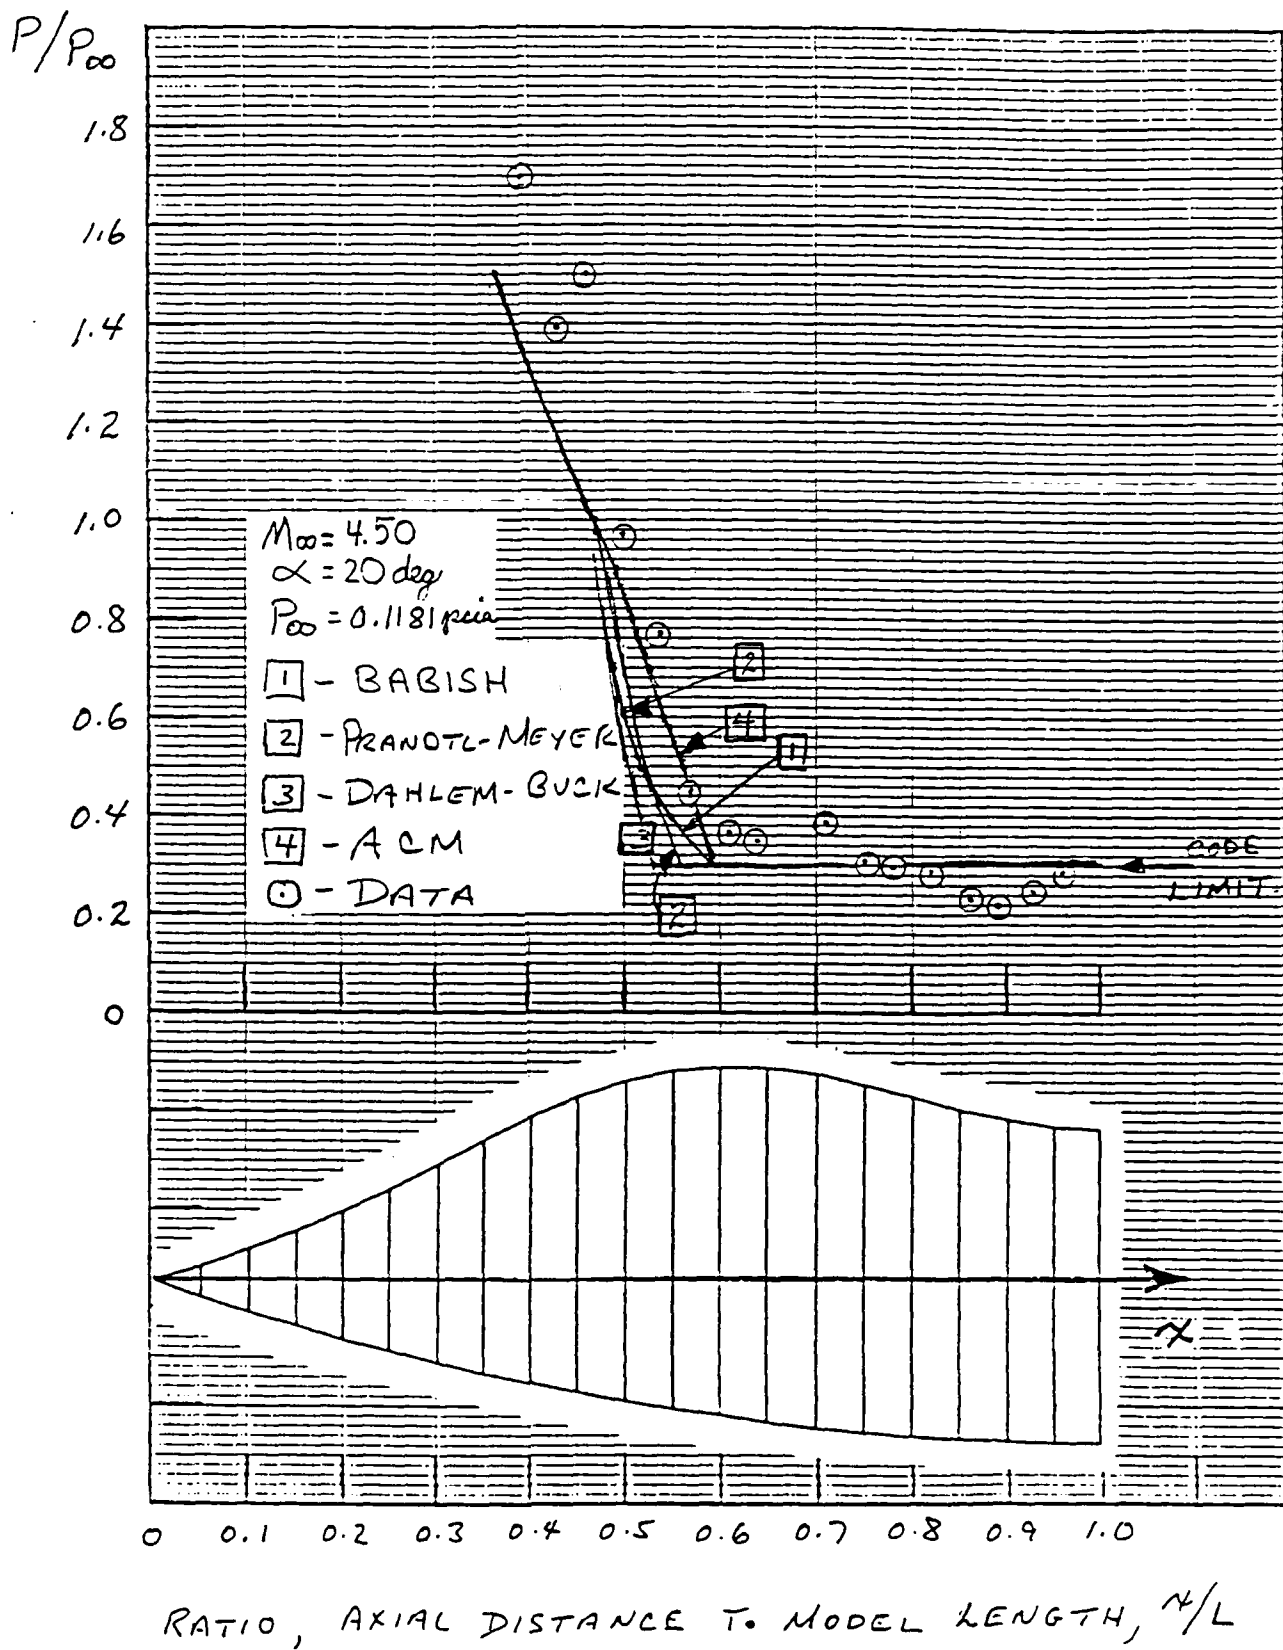 P/P∞
1.8
1.6
1.4
1.2
1.0
0.8
0.6
0.4
0.2
0
M∞ = 4.50
α = 20 deg
P∞ = 0.1181 psia
1 - BABISH
2 - PRANDTL-MEYER
3 - DAHLEM-BUCK
4 - ACM
⊙ - DATA
2
4
1
3
2
CODE
LIMIT
x
0 0.1 0.2 0.3 0.4 0.5 0.6 0.7 0.8 0.9 1.0
RATIO, AXIAL DISTANCE TO MODEL LENGTH, x/L